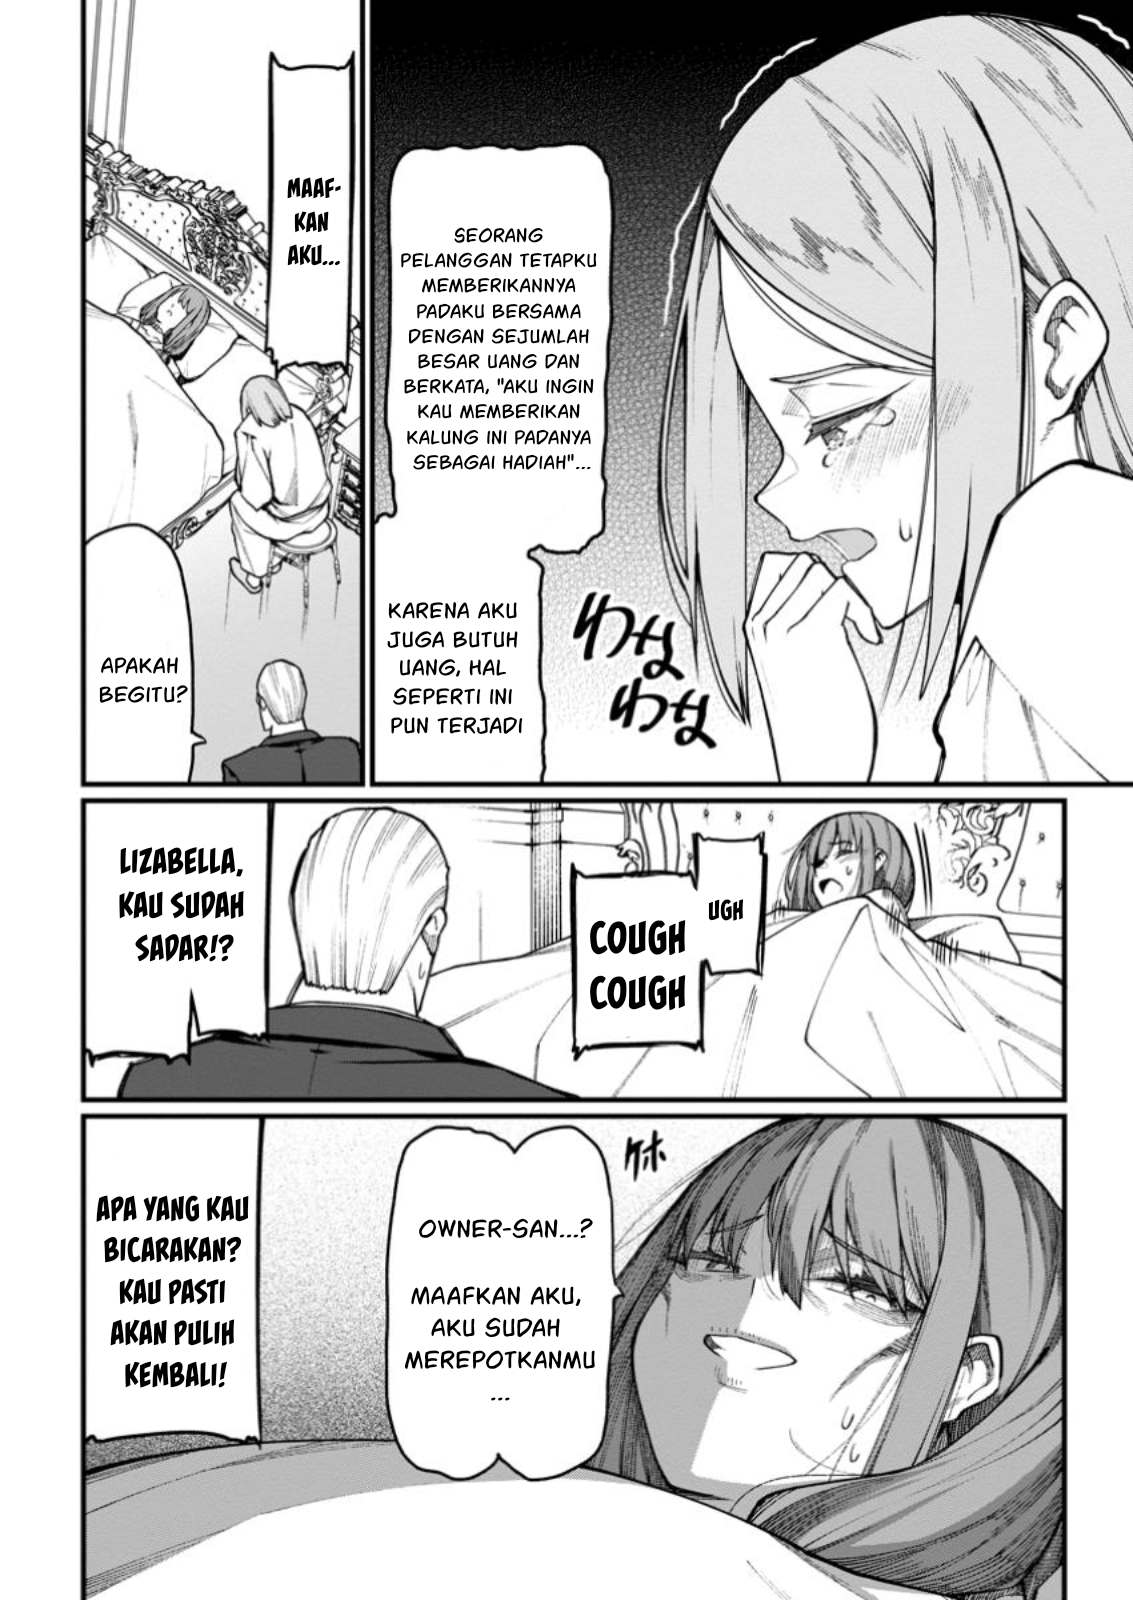 SEORANG
PELANGGAN TETAPKU
MEMBERIKANNYA
PADAKU BERSAMA
DENGAN SEJUMLAH
BESAR UANG DAN
BERKATA, "AKU INGIN
KAU MEMBERIKAN
KALUNG INI PADANYA
SEBAGAI HADIAH"...
KARENA AKU
JUGA BUTUH
UANG, HAL
SEPERTI INI
PUN TERJADI
わな
わな
MAAF-
KAN
AKU...
APAKAH
BEGITU?
UGH
COUGH
COUGH
LIZABELLA,
KAU SUDAH
SADAR!?
ケホ
OWNER-SAN...?
MAAFKAN AKU,
AKU SUDAH
MEREPOTKANMU
...
APA YANG KAU
BICARAKAN?
KAU PASTI
AKAN PULIH
KEMBALI!